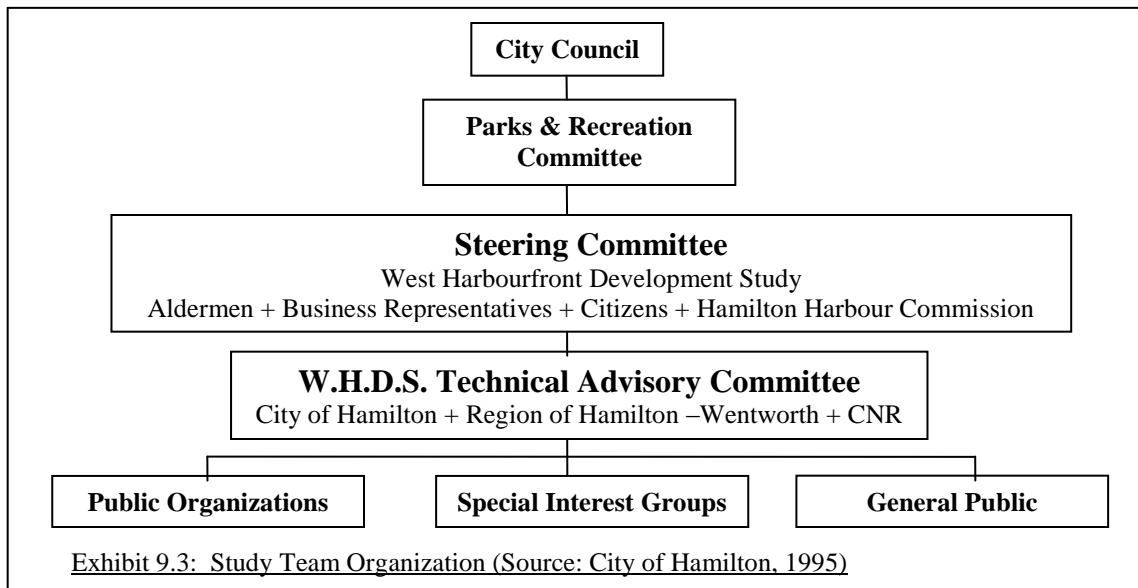 City Council
Parks & Recreation
Committee
Steering Committee
West Harbourfront Development Study
Aldermen + Business Representatives + Citizens + Hamilton Harbour Commission
W.H.D.S. Technical Advisory Committee
City of Hamilton + Region of Hamilton –Wentworth + CNR
Public Organizations
Special Interest Groups
General Public
Exhibit 9.3: Study Team Organization (Source: City of Hamilton, 1995)